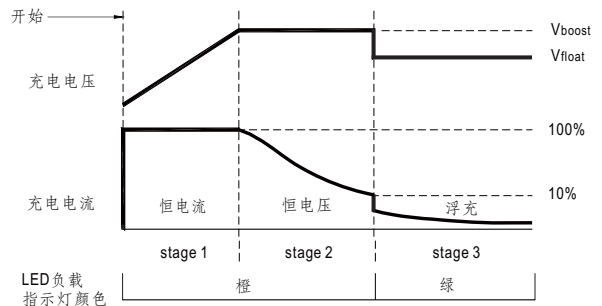 开始
Vboost
Vfloat
充电电压
100%
10%
充电电流
恒电流
恒电压
浮充
stage 1
stage 2
stage 3
LED负载
指示灯颜色
橙
绿